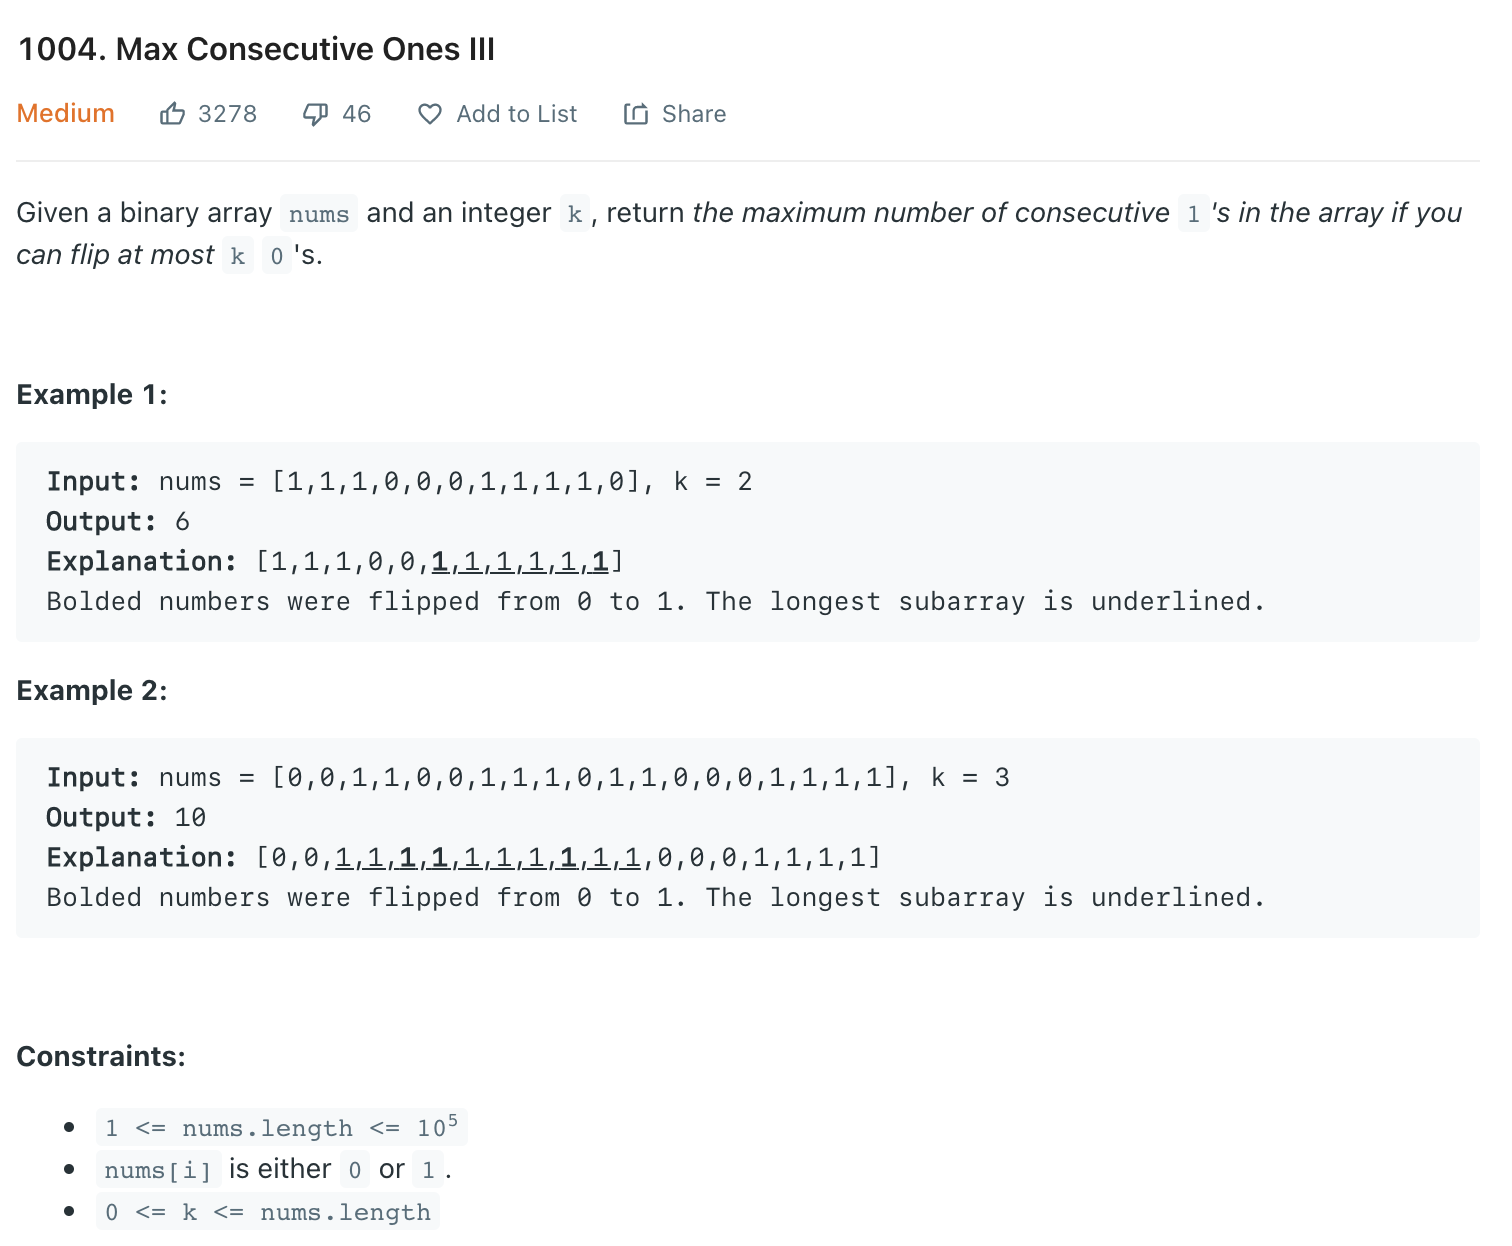 1004. Max Consecutive Ones III
Medium 3278 46 Add to List Share
Given a binary array nums and an integer k, return the maximum number of consecutive 1's in the array if you
can flip at most k 0's.
Example 1:
Input: nums = [1,1,1,0,0,0,1,1,1,1,0], k = 2
Output: 6
Explanation: [1,1,1,0,0,1,1,1,1,1,1]
Bolded numbers were flipped from 0 to 1. The longest subarray is underlined.
Example 2:
Input: nums = [0,0,1,1,0,0,1,1,1,0,1,1,0,0,0,1,1,1,1], k = 3
Output: 10
Explanation: [0,0,1,1,1,1,1,1,1,1,1,1,0,0,0,1,1,1,1]
Bolded numbers were flipped from 0 to 1. The longest subarray is underlined.
Constraints:
• 1 <= nums.length <= 10⁵
• nums[i] is either 0 or 1.
• 0 <= k <= nums.length